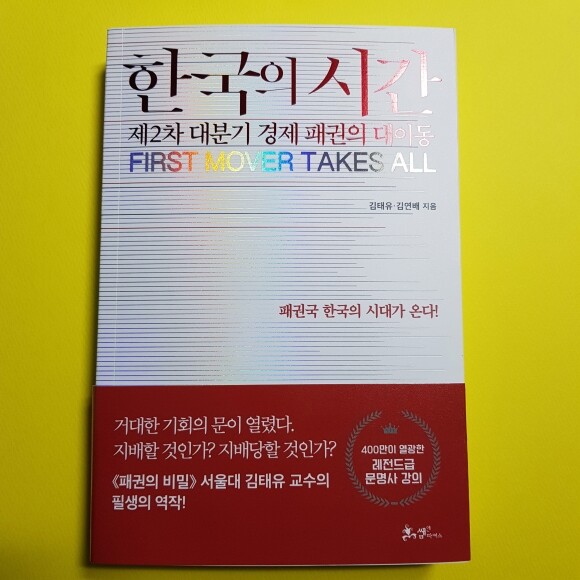 한국의 시간
제2차 대분기 경제 패권의 대이동
FIRST MOVER TAKES ALL
김태유·김연배 지음
패권국 한국의 시대가 온다!
거대한 기회의 문이 열렸다.
지배할 것인가? 지배당할 것인가?
《패권의 비밀》 서울대 김태유 교수의
필생의 역작!
400만이 열광한
레전드급
문명사 강의
쌤앤
파커스